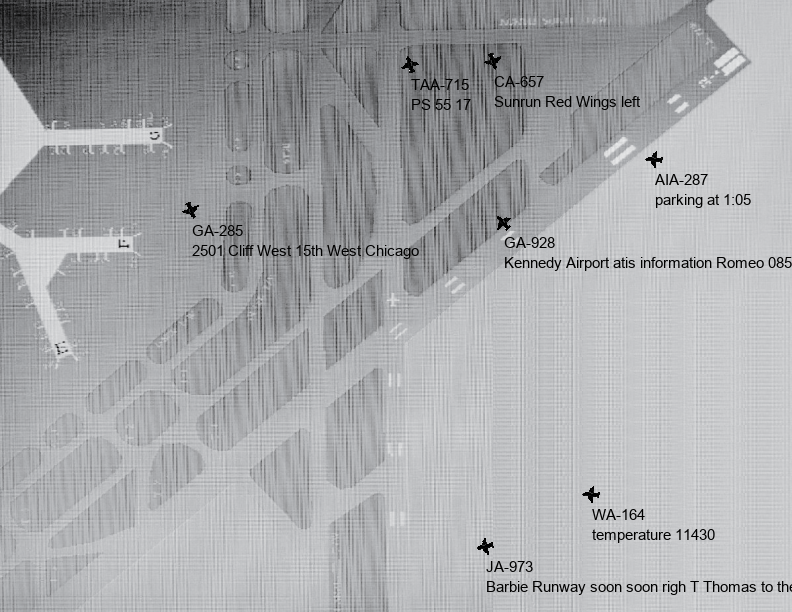 TAA-715
PS 55 17
CA-657
Sunrun Red Wings left
AIA-287
parking at 1:05
GA-285
2501 Cliff West 15th West Chicago
GA-928
Kennedy Airport atis information Romeo 085
G
F
WA-164
temperature 11430
JA-973
Barbie Runway soon soon righ T Thomas to the